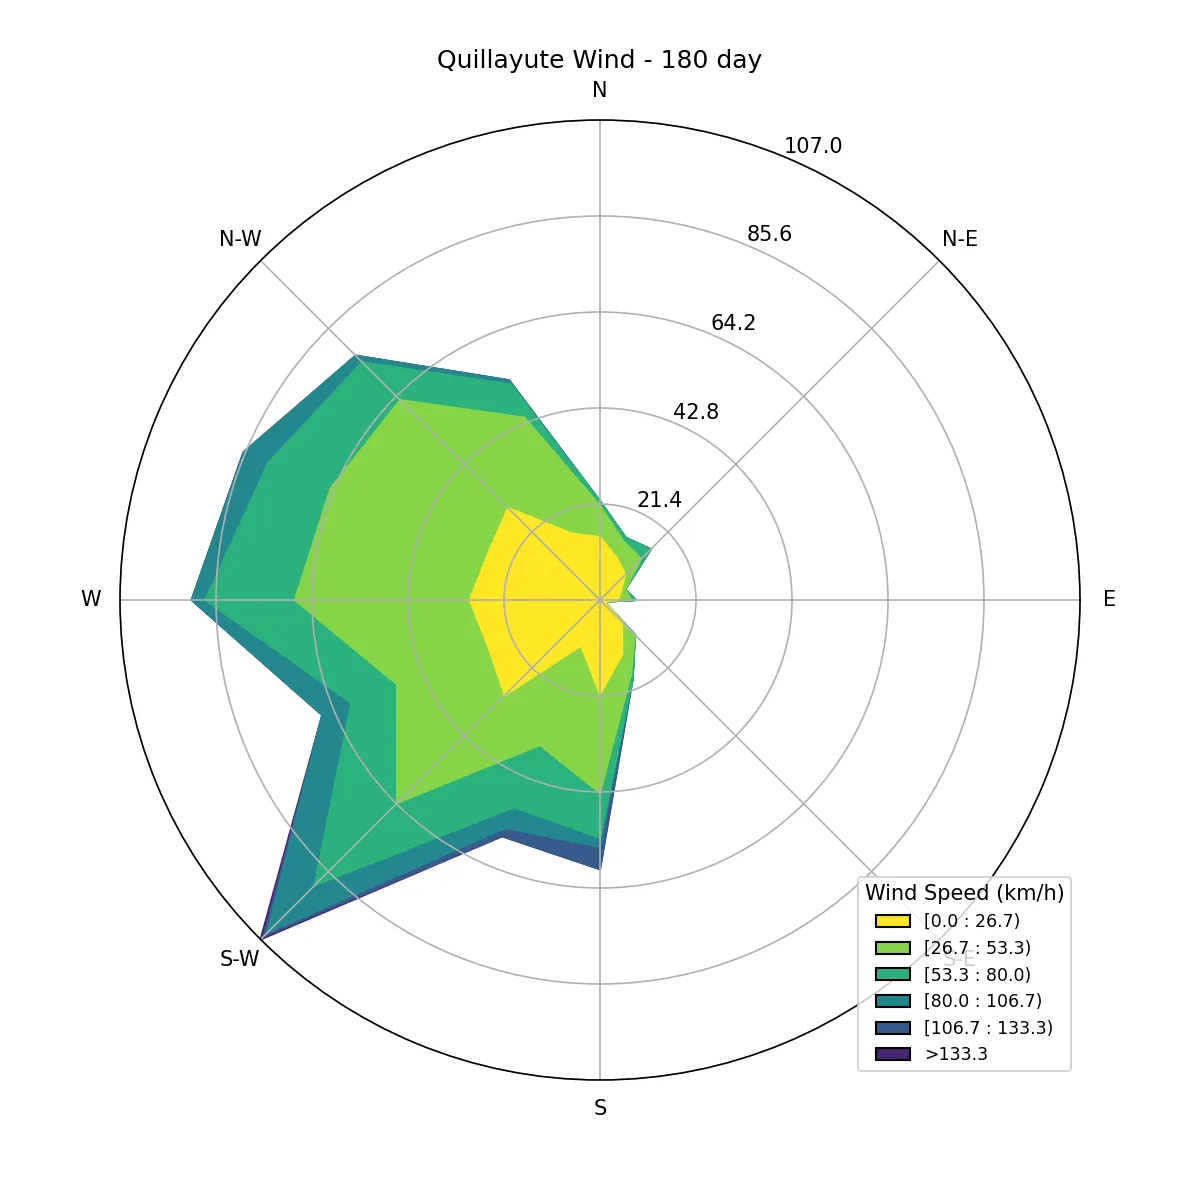 Quillayute Wind - 180 day
N
107.0
85.6
N-W
N-E
64.2
42.8
21.4
W
E
Wind Speed (km/h)
[0.0 : 26.7)
[26.7 : 53.3)
S-W
S-E
[53.3 : 80.0)
[80.0 : 106.7)
[106.7 : 133.3)
>133.3
S